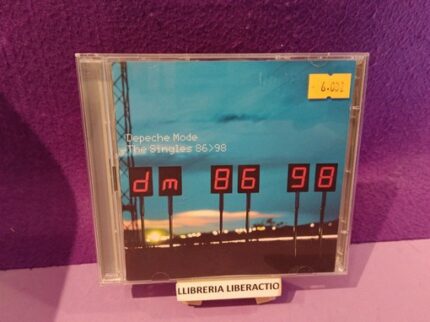 6.00€
Depeche Mode
The Singles 86>98
dm 86 98
LLIBRERIA LIBERACTIO